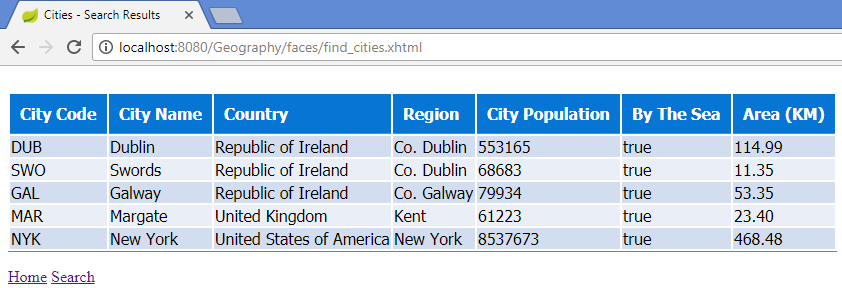 Cities - Search Results
localhost:8080/Geography/faces/find_cities.xhtml
City Code City Name Country Region City Population By The Sea Area (KM)
DUB Dublin Republic of Ireland Co. Dublin 553165 true 114.99
SWO Swords Republic of Ireland Co. Dublin 68683 true 11.35
GAL Galway Republic of Ireland Co. Galway 79934 true 53.35
MAR Margate United Kingdom Kent 61223 true 23.40
NYK New York United States of America New York 8537673 true 468.48
Home Search